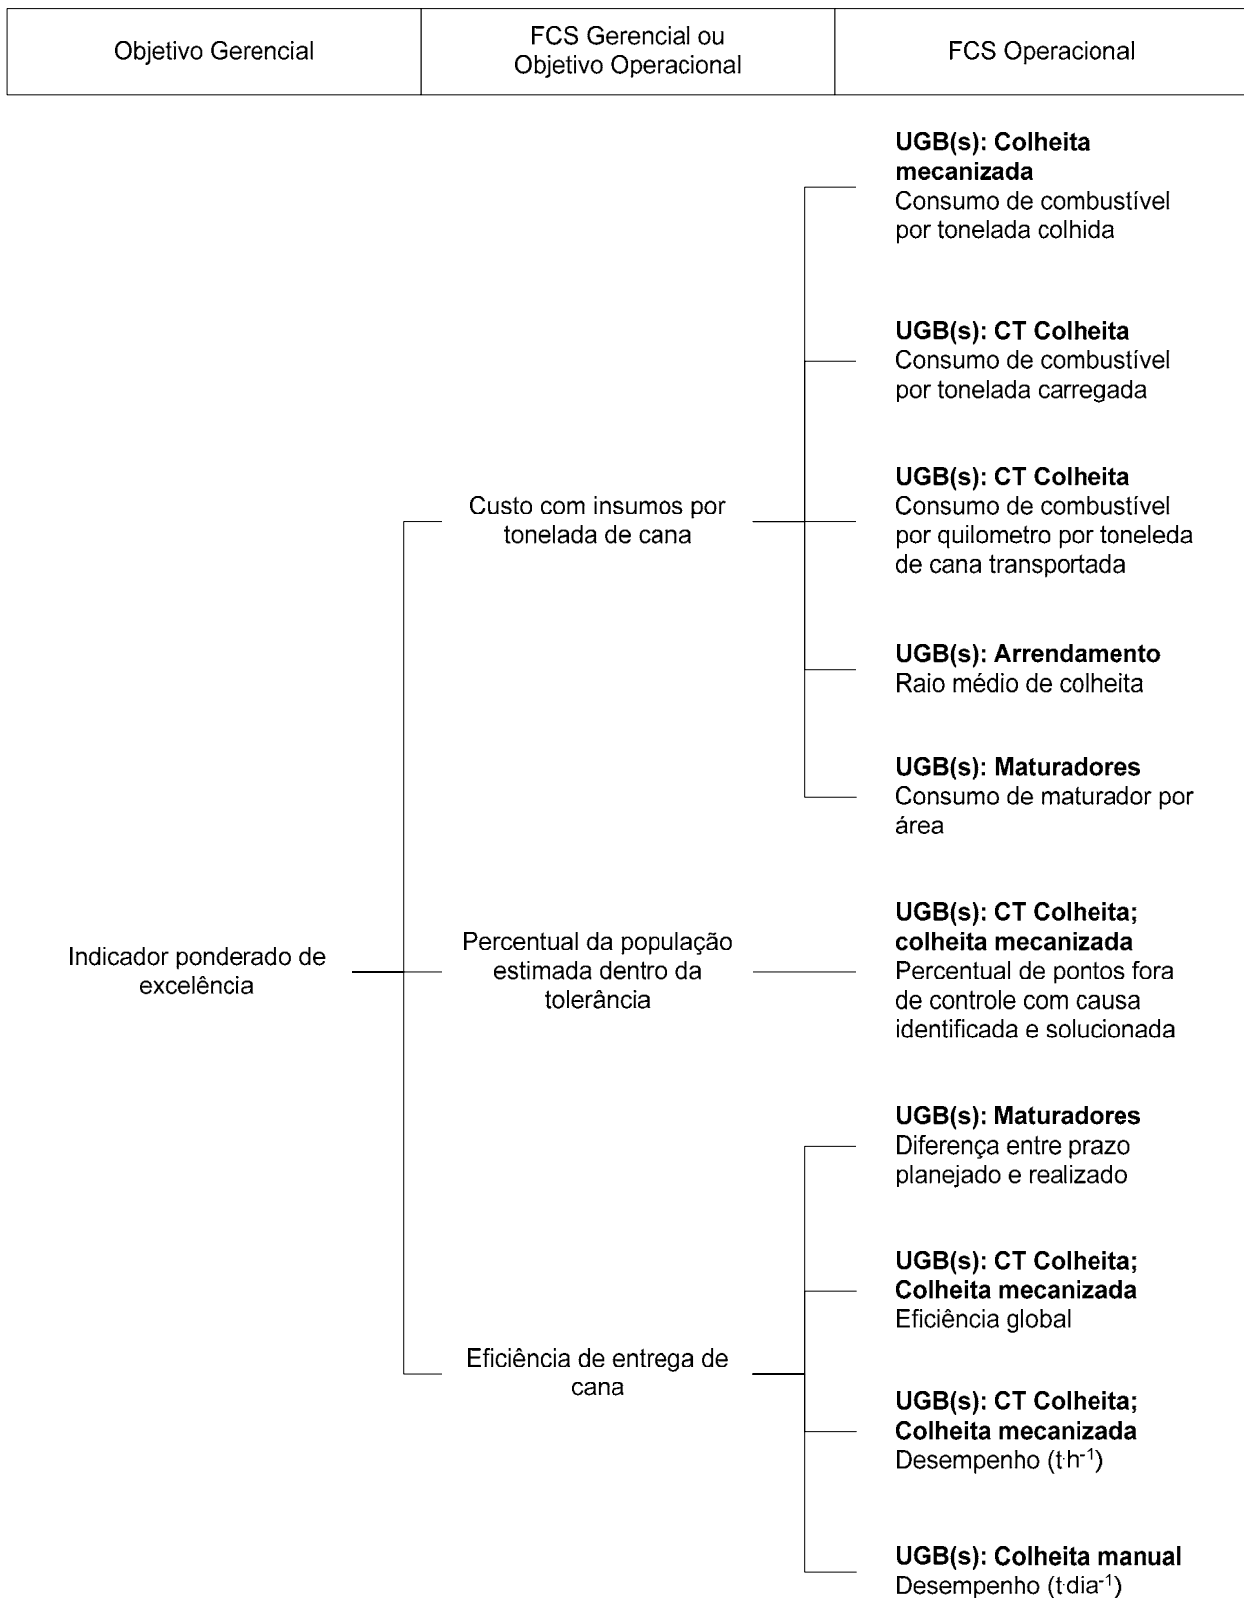 Objetivo Gerencial
FCS Gerencial ou
Objetivo Operacional
FCS Operacional
UGB(s): Colheita
mecanizada
Consumo de combustível
por tonelada colhida
UGB(s): CT Colheita
Consumo de combustível
por tonelada carregada
Custo com insumos por
tonelada de cana
UGB(s): CT Colheita
Consumo de combustível
por quilometro por toneleda
de cana transportada
UGB(s): Arrendamento
Raio médio de colheita
UGB(s): Maturadores
Consumo de maturador por
área
Indicador ponderado de
excelência
Percentual da população
estimada dentro da
tolerância
UGB(s): CT Colheita;
colheita mecanizada
Percentual de pontos fora
de controle com causa
identificada e solucionada
UGB(s): Maturadores
Diferença entre prazo
planejado e realizado
UGB(s): CT Colheita;
Colheita mecanizada
Eficiência global
Eficiência de entrega de
cana
UGB(s): CT Colheita;
Colheita mecanizada
Desempenho (t·h⁻¹)
UGB(s): Colheita manual
Desempenho (t·dia⁻¹)